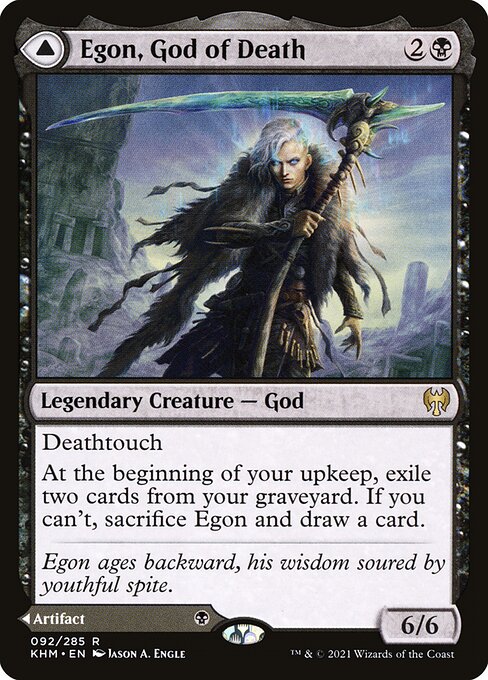 Egon, God of Death 2
Legendary Creature — God
Deathtouch
At the beginning of your upkeep, exile
two cards from your graveyard. If you
can't, sacrifice Egon and draw a card.
Egon ages backward, his wisdom soured by
youthful spite.
Artifact
6/6
092/285 R
KHM • EN Jason A. Engle
™ & © 2021 Wizards of the Coast